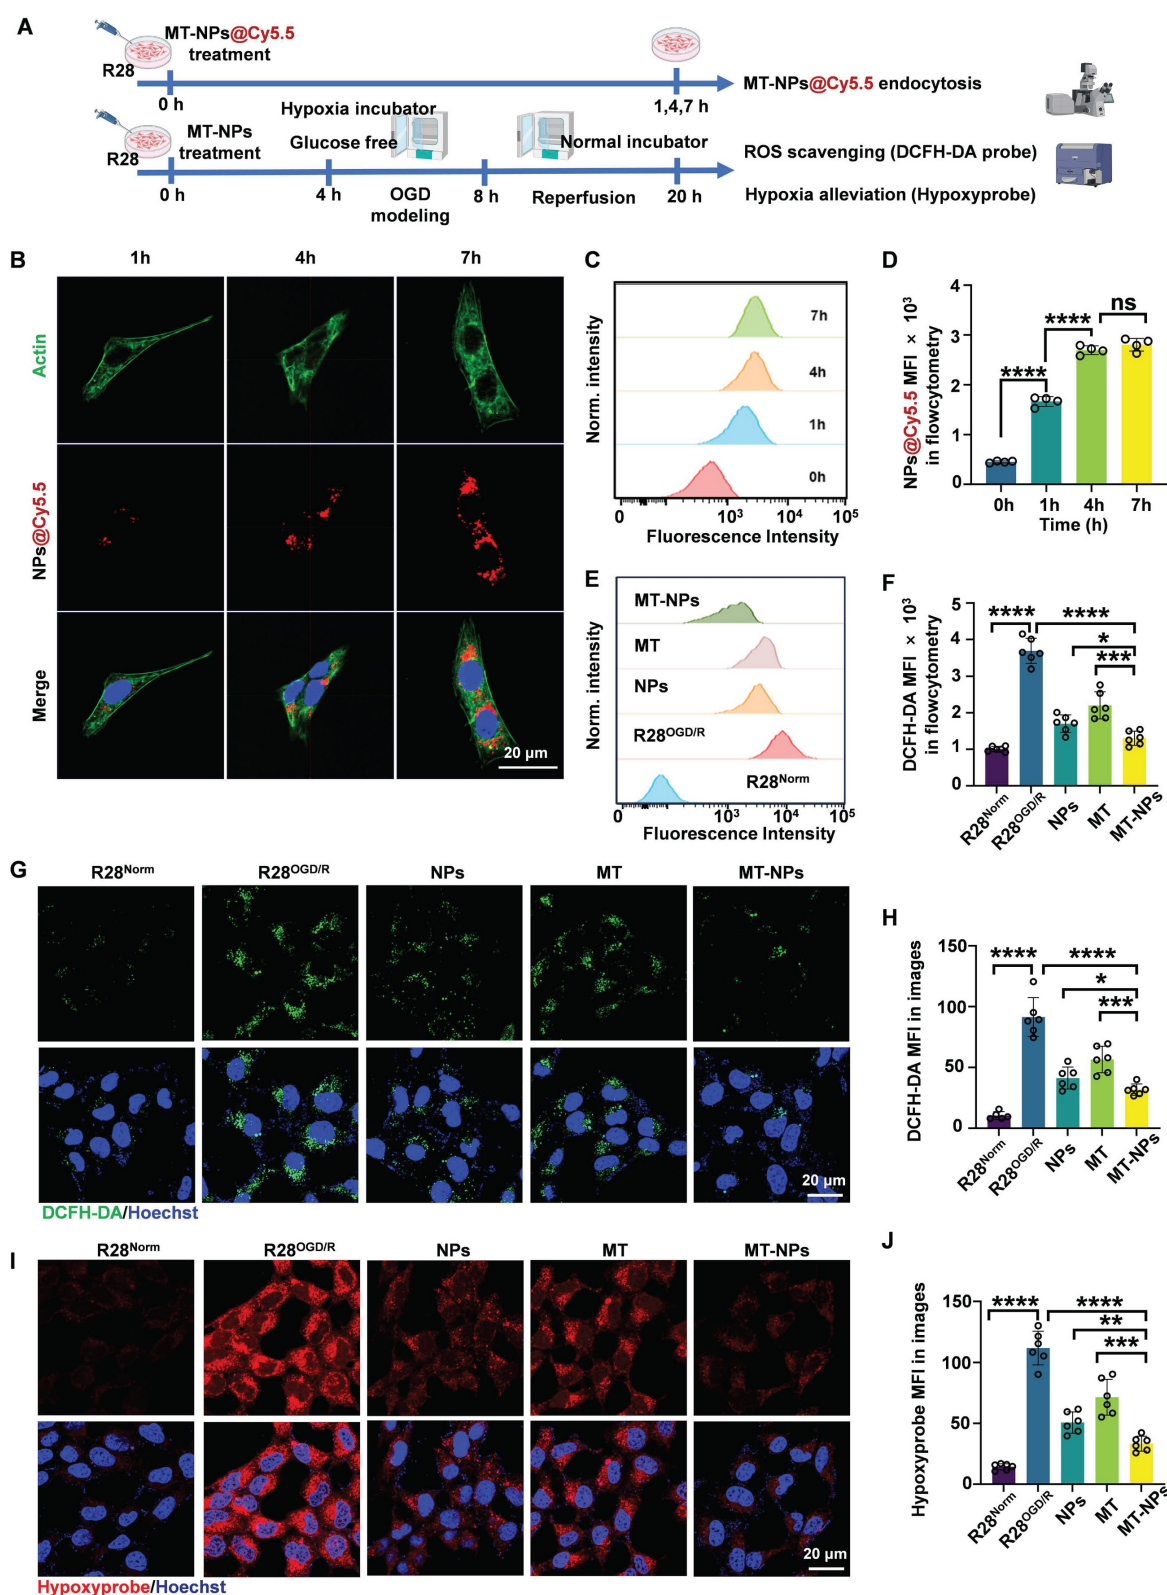 A
MT-NPs@Cy5.5
treatment
R28
0 h
1,4,7 h
MT-NPs@Cy5.5 endocytosis
Hypoxia incubator
R28
MT-NPs
treatment
Glucose free
Normal incubator
ROS scavenging (DCFH-DA probe)
0 h
4 h
OGD
modeling
8 h
Reperfusion
20 h
Hypoxia alleviation (Hypoxyprobe)
B
1h
4h
7h
Actin
NPs@Cy5.5
Merge
20 μm
C
Norm. intensity
7h
4h
1h
0h
0
10³
10⁴
10⁵
Fluorescence Intensity
D
NPs@Cy5.5 MFI × 10³
in flowcytometry
4
3
2
1
0
****
****
ns
0h
1h
4h
7h
Time (h)
E
Norm. intensity
MT-NPs
MT
NPs
R28ᴼᴳᴰ/ᴿ
R28ᴺᵒʳᵐ
0
10³
10⁴
10⁵
Fluorescence Intensity
F
DCFH-DA MFI × 10³
in flowcytometry
5
4
3
2
1
0
****
****
*
***
R28ᴺᵒʳᵐ
R28ᴼᴳᴰ/ᴿ
NPs
MT
MT-NPs
G
R28ᴺᵒʳᵐ
R28ᴼᴳᴰ/ᴿ
NPs
MT
MT-NPs
20 μm
DCFH-DA/Hoechst
H
DCFH-DA MFI in images
150
100
50
0
****
****
*
***
R28ᴺᵒʳᵐ
R28ᴼᴳᴰ/ᴿ
NPs
MT
MT-NPs
I
R28ᴺᵒʳᵐ
R28ᴼᴳᴰ/ᴿ
NPs
MT
MT-NPs
20 μm
Hypoxyprobe/Hoechst
J
Hypoxyprobe MFI in images
150
100
50
0
****
****
**
***
R28ᴺᵒʳᵐ
R28ᴼᴳᴰ/ᴿ
NPs
MT
MT-NPs